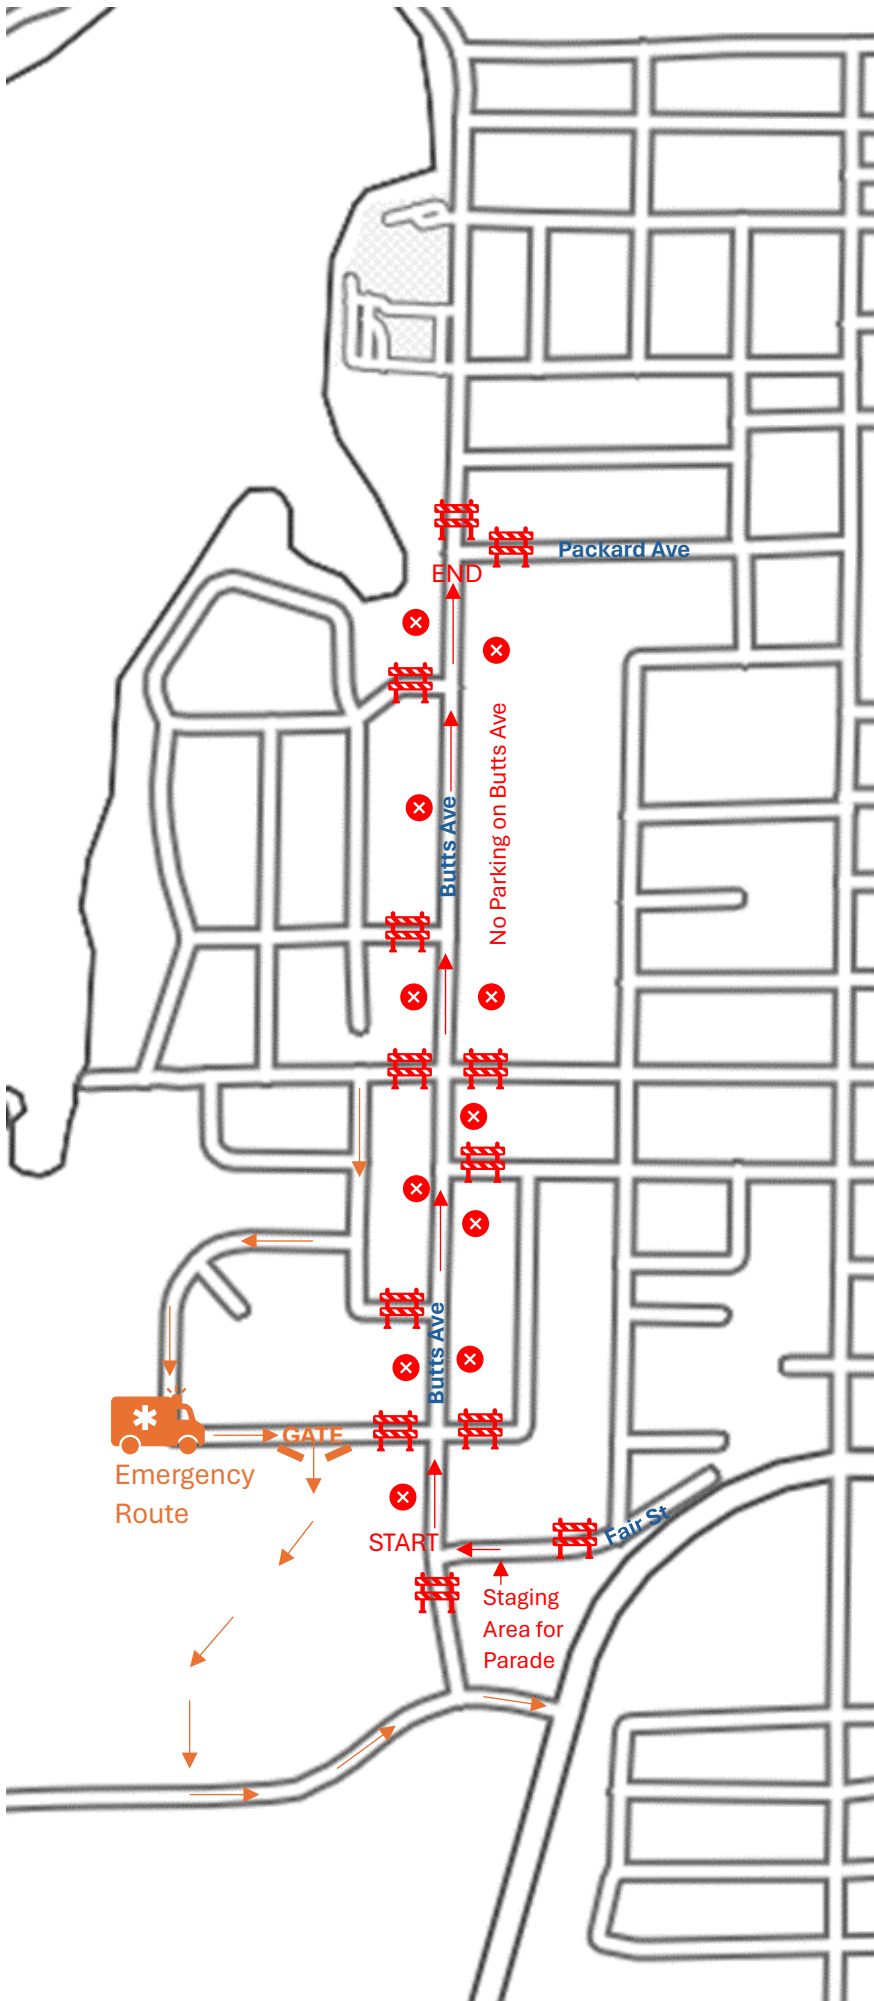 Packard Ave
END
No Parking on Butts Ave
Butts Ave
Butts Ave
GATE
Emergency
Route
START
Fair St
Staging
Area for
Parade